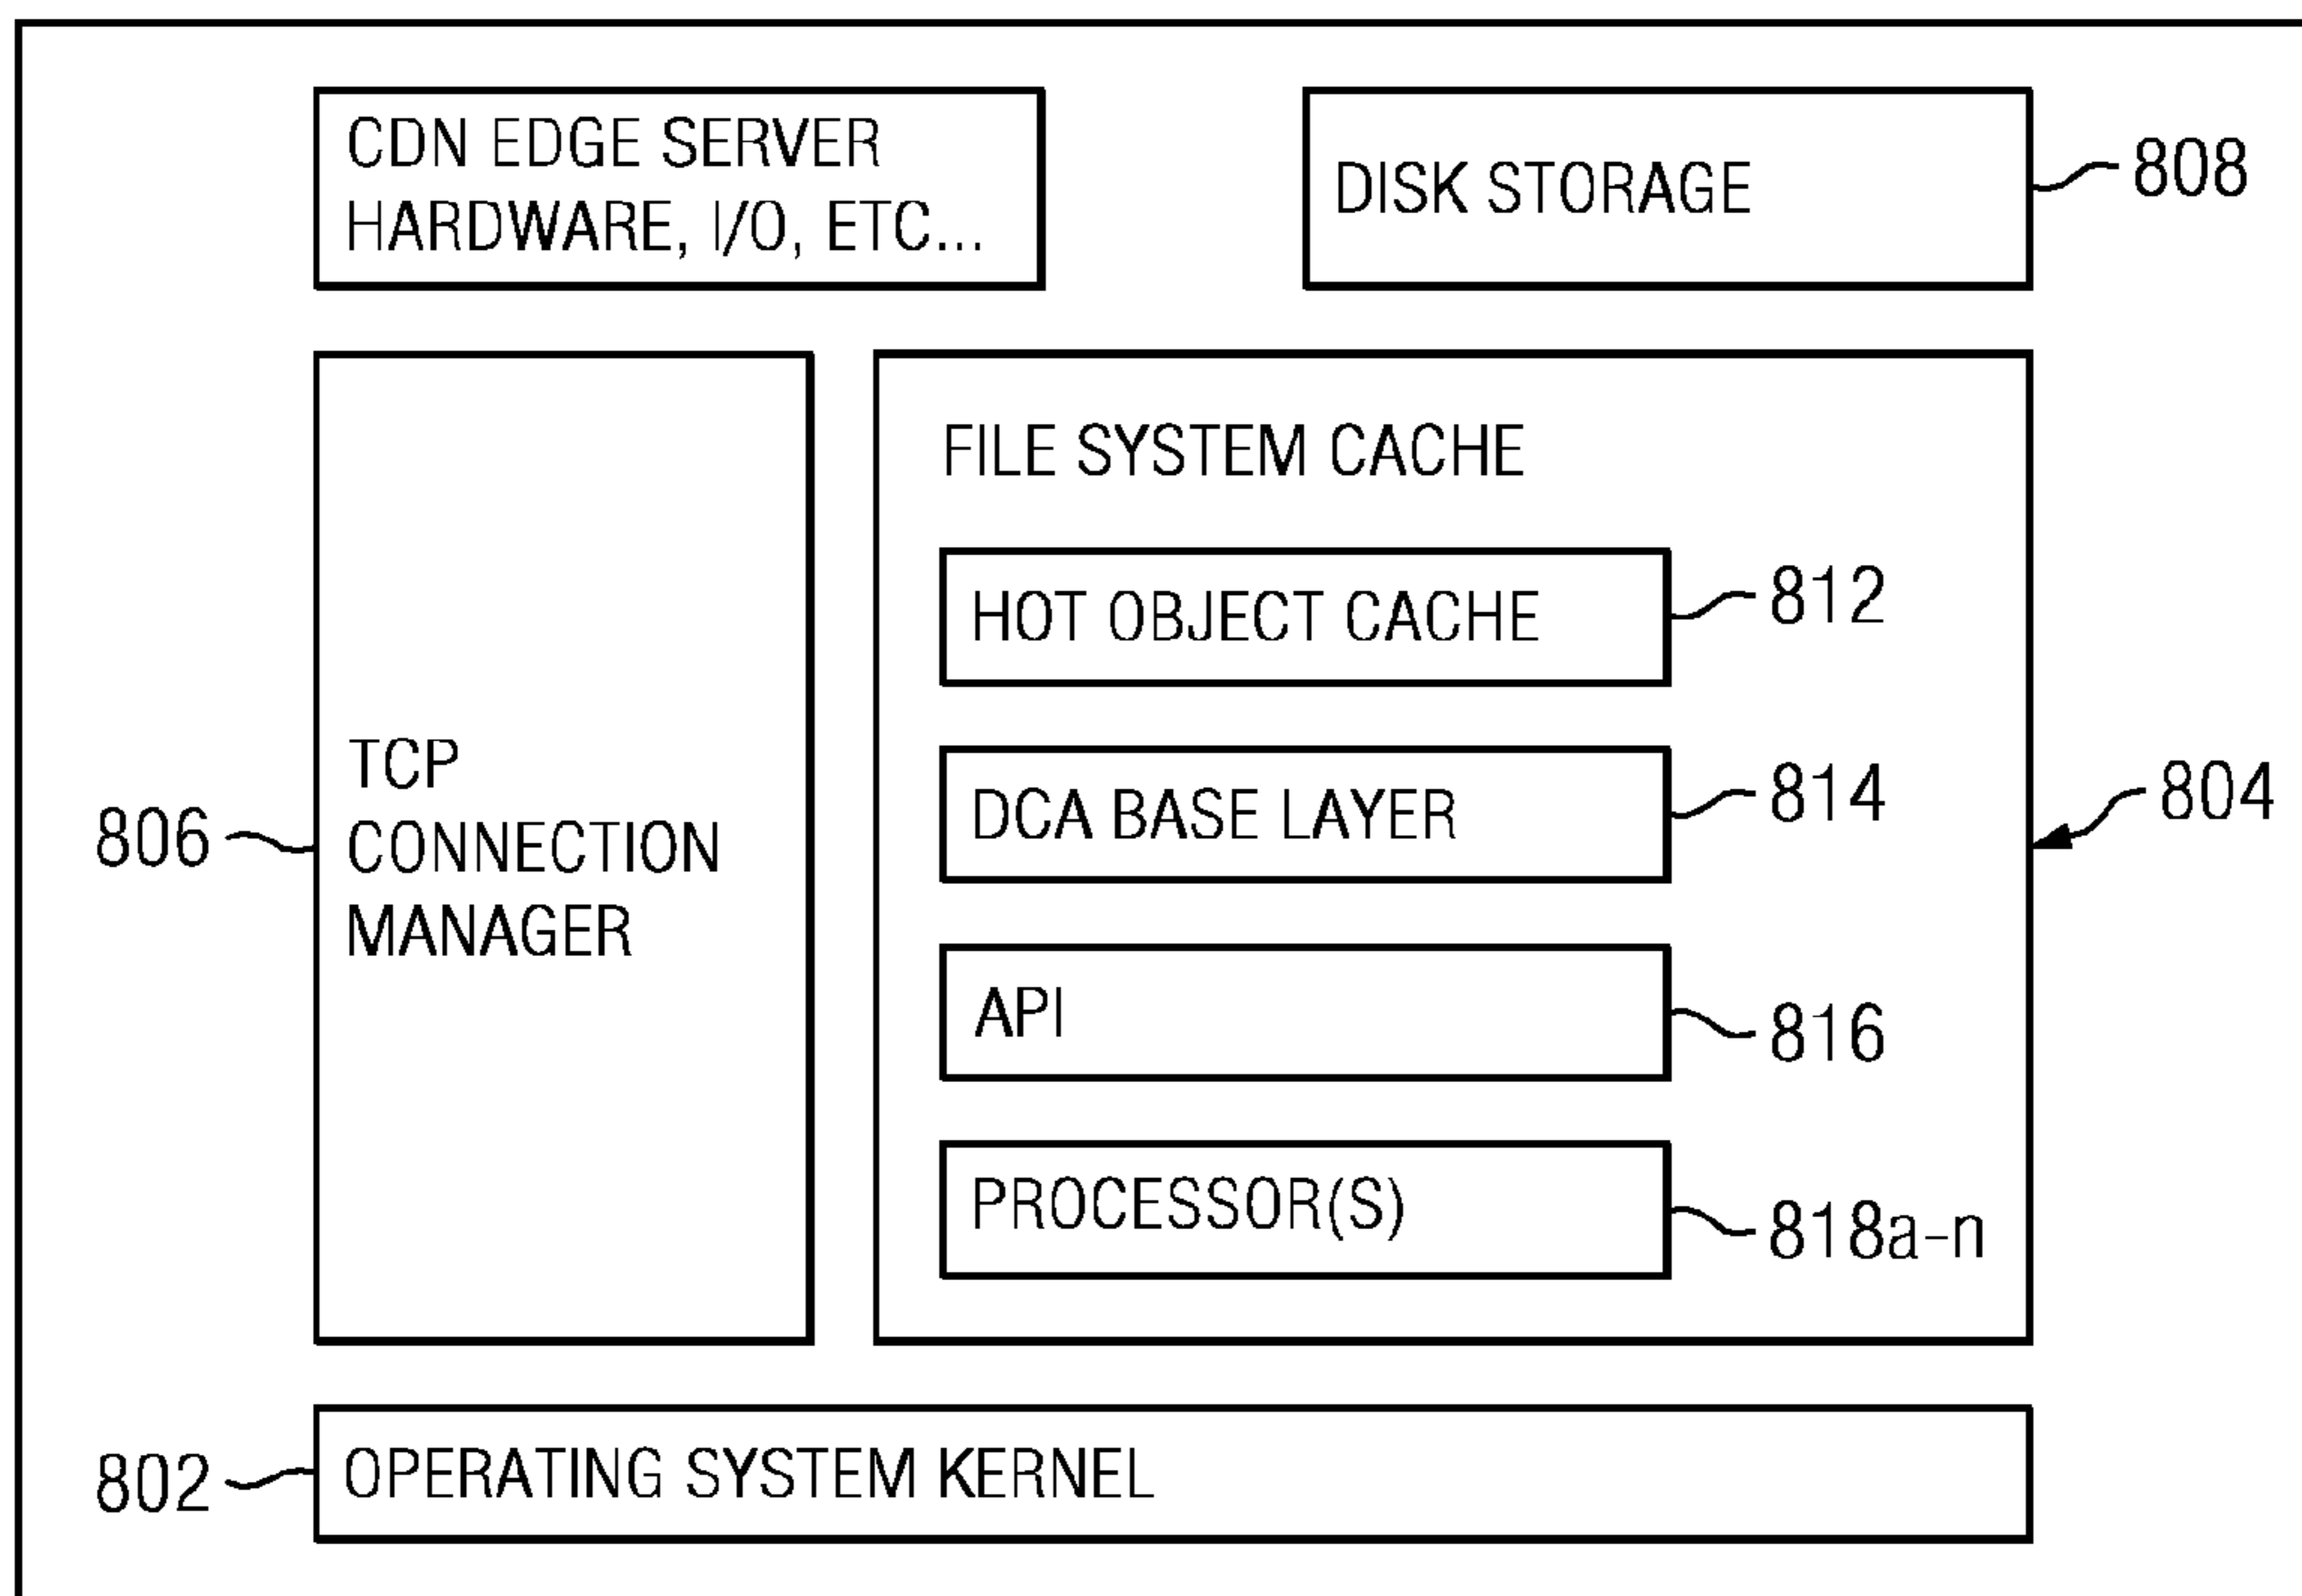 CDN EDGE SERVER
HARDWARE, I/O, ETC...
DISK STORAGE
808
FILE SYSTEM CACHE
HOT OBJECT CACHE
812
TCP
CONNECTION
MANAGER
806
DCA BASE LAYER
814
804
API
816
PROCESSOR(S)
818a-n
802
OPERATING SYSTEM KERNEL